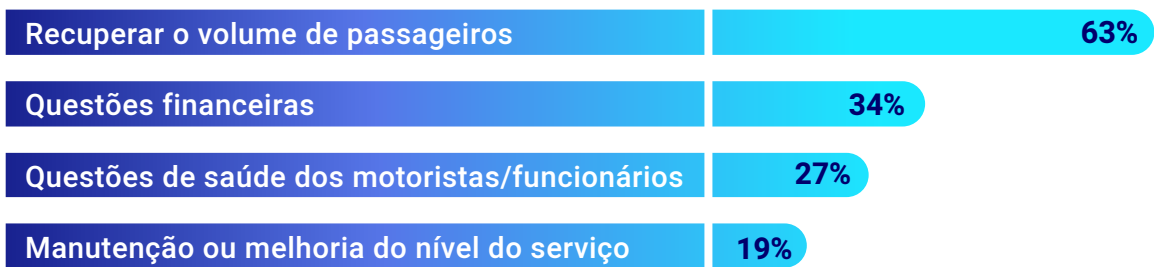 Recuperar o volume de passageiros 63%
Questões financeiras 34%
Questões de saúde dos motoristas/funcionários 27%
Manutenção ou melhoria do nível do serviço 19%